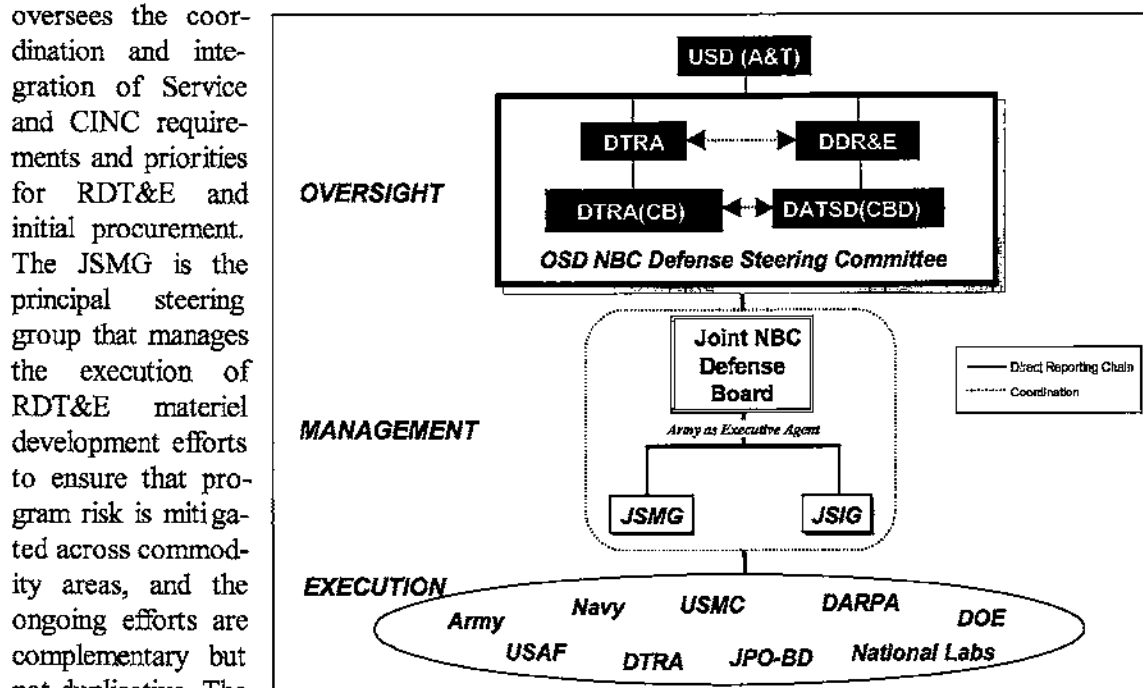 oversees the coor-
dination and inte-
gration of Service
and CINC require-
ments and priorities
for RDT&E and
initial procurement.
The JSMG is the
principal steering
group that manages
the execution of
RDT&E materiel
development efforts
to ensure that pro-
gram risk is mitiga-
ted across commod-
ity areas, and the
ongoing efforts are
complementary but
not duplicative. The
USD (A&T)
DTRA
DDR&E
OVERSIGHT
DTRA(CB)
DATSD(CBD)
OSD NBC Defense Steering Committee
Joint NBC
Defense
Board
Direct Reporting Chain
Coordination
MANAGEMENT
Army as Executive Agent
JSMG
JSIG
EXECUTION
Army
Navy
USMC
DARPA
DOE
USAF
DTRA
JPO-BD
National Labs